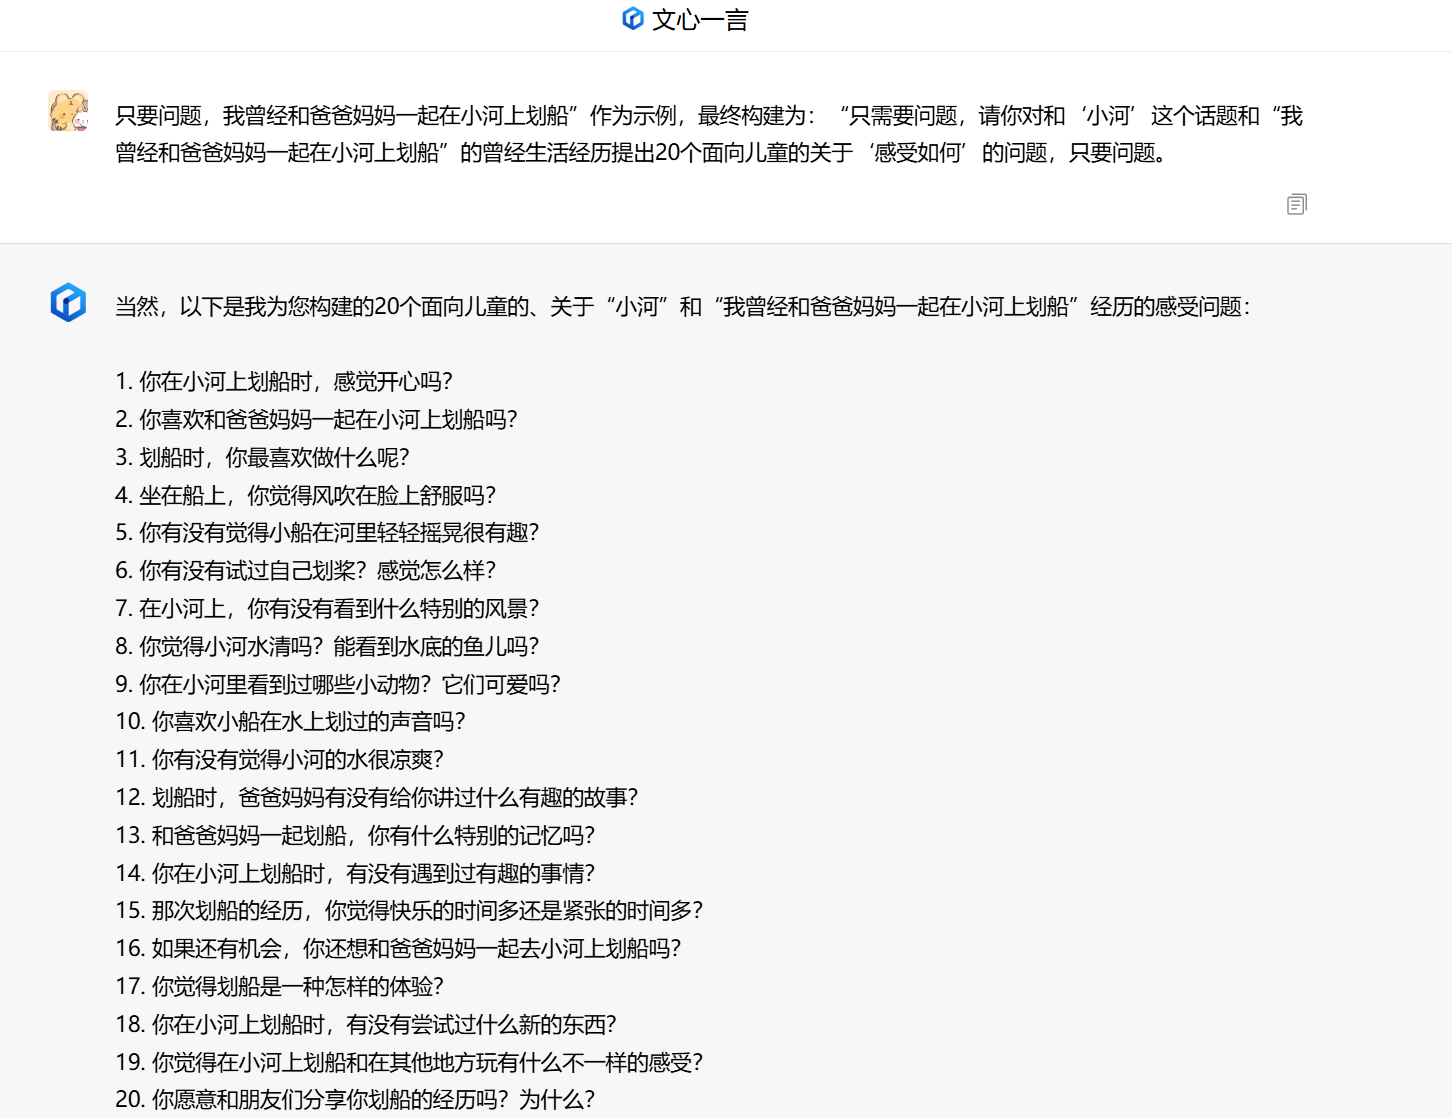 文心一言
只要问题，我曾经和爸爸妈妈一起在小河上划船”作为示例，最终构建为：“只需要问题，请你对和‘小河’这个话题和“我
曾经和爸爸妈妈一起在小河上划船”的曾经生活经历提出20个面向儿童的关于‘感受如何’的问题，只要问题。
当然，以下是我为您构建的20个面向儿童的、关于“小河”和“我曾经和爸爸妈妈一起在小河上划船”经历的感受问题：
1. 你在小河上划船时，感觉开心吗？
2. 你喜欢和爸爸妈妈一起在小河上划船吗？
3. 划船时，你最喜欢做什么呢？
4. 坐在船上，你觉得风吹在脸上舒服吗？
5. 你有没有觉得小船在河里轻轻摇晃很有趣？
6. 你有没有试过自己划桨？感觉怎么样？
7. 在小河上，你有没有看到什么特别的风景？
8. 你觉得小河水清吗？能看到水底的鱼儿吗？
9. 你在小河里看到过哪些小动物？它们可爱吗？
10. 你喜欢小船在水上划过的声音吗？
11. 你有没有觉得小河的水很凉爽？
12. 划船时，爸爸妈妈有没有给你讲过什么有趣的故事？
13. 和爸爸妈妈一起划船，你有什么特别的记忆吗？
14. 你在小河上划船时，有没有遇到过有趣的事情？
15. 那次划船的经历，你觉得快乐的时间多还是紧张的时间多？
16. 如果还有机会，你还想和爸爸妈妈一起去小河上划船吗？
17. 你觉得划船是一种怎样的体验？
18. 你在小河上划船时，有没有尝试过什么新的东西？
19. 你觉得在小河上划船和在其他地方玩有什么不一样的感受？
20. 你愿意和朋友们分享你划船的经历吗？为什么？